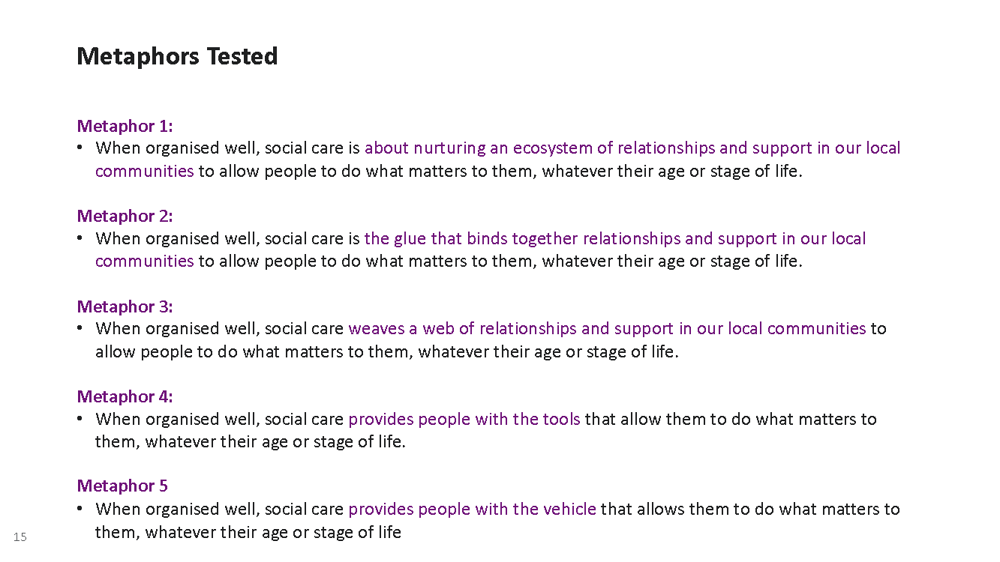 Metaphors Tested
Metaphor 1:
• When organised well, social care is about nurturing an ecosystem of relationships and support in our local
communities to allow people to do what matters to them, whatever their age or stage of life.
Metaphor 2:
• When organised well, social care is the glue that binds together relationships and support in our local
communities to allow people to do what matters to them, whatever their age or stage of life.
Metaphor 3:
• When organised well, social care weaves a web of relationships and support in our local communities to
allow people to do what matters to them, whatever their age or stage of life.
Metaphor 4:
• When organised well, social care provides people with the tools that allow them to do what matters to
them, whatever their age or stage of life.
Metaphor 5
• When organised well, social care provides people with the vehicle that allows them to do what matters to
them, whatever their age or stage of life
15